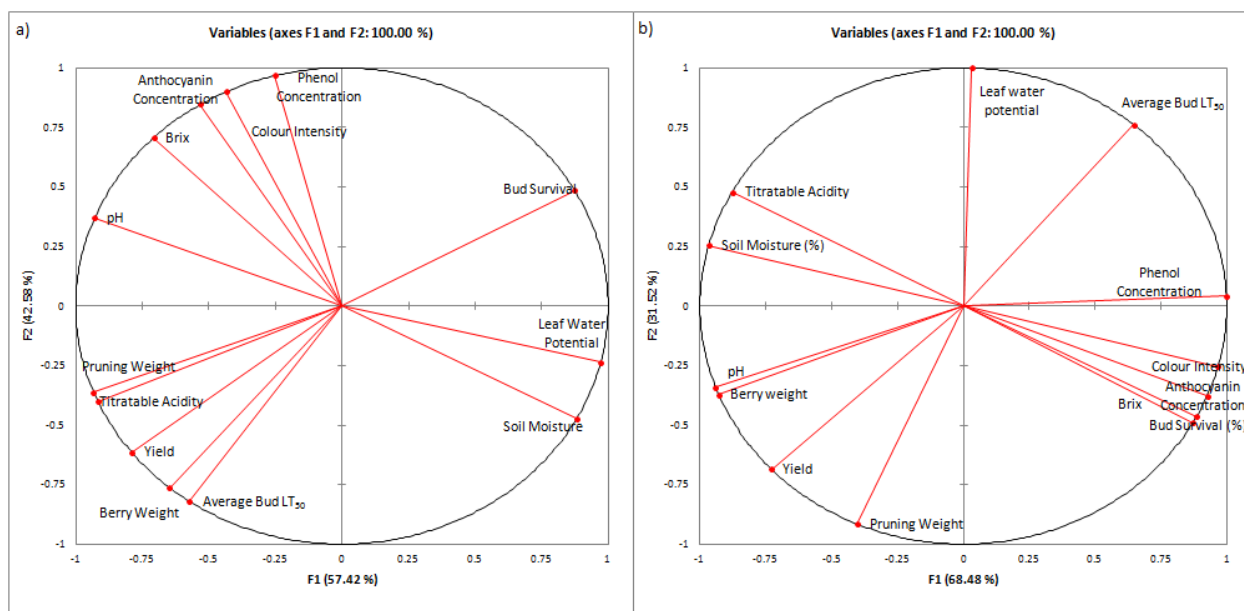 a)
Variables (axes F1 and F2: 100.00 %)
1
Anthocyanin
Concentration
Phenol
Concentration
0.75
Colour Intensity
Brix
0.5
Bud Survival
pH
0.25
F2 (42.58 %)
0
Leaf Water
Potential
-0.25
Pruning Weight
Titratable Acidity
-0.5
Soil Moisture
Yield
-0.75
Average Bud LT₅₀
Berry Weight
-1
-1 -0.75 -0.5 -0.25 0 0.25 0.5 0.75 1
F1 (57.42 %)
b)
Variables (axes F1 and F2: 100.00 %)
1
Leaf water
potential
Average Bud LT₅₀
0.75
0.5
Titratable Acidity
0.25
Soil Moisture (%)
Phenol
Concentration
F2 (31.52 %)
0
-0.25
Colour Intensity
pH
Berry weight
Anthocyanin
Concentration
Brix
-0.5
Bud Survival (%)
Yield
-0.75
Pruning Weight
-1
-1 -0.75 -0.5 -0.25 0 0.25 0.5 0.75 1
F1 (68.48 %)